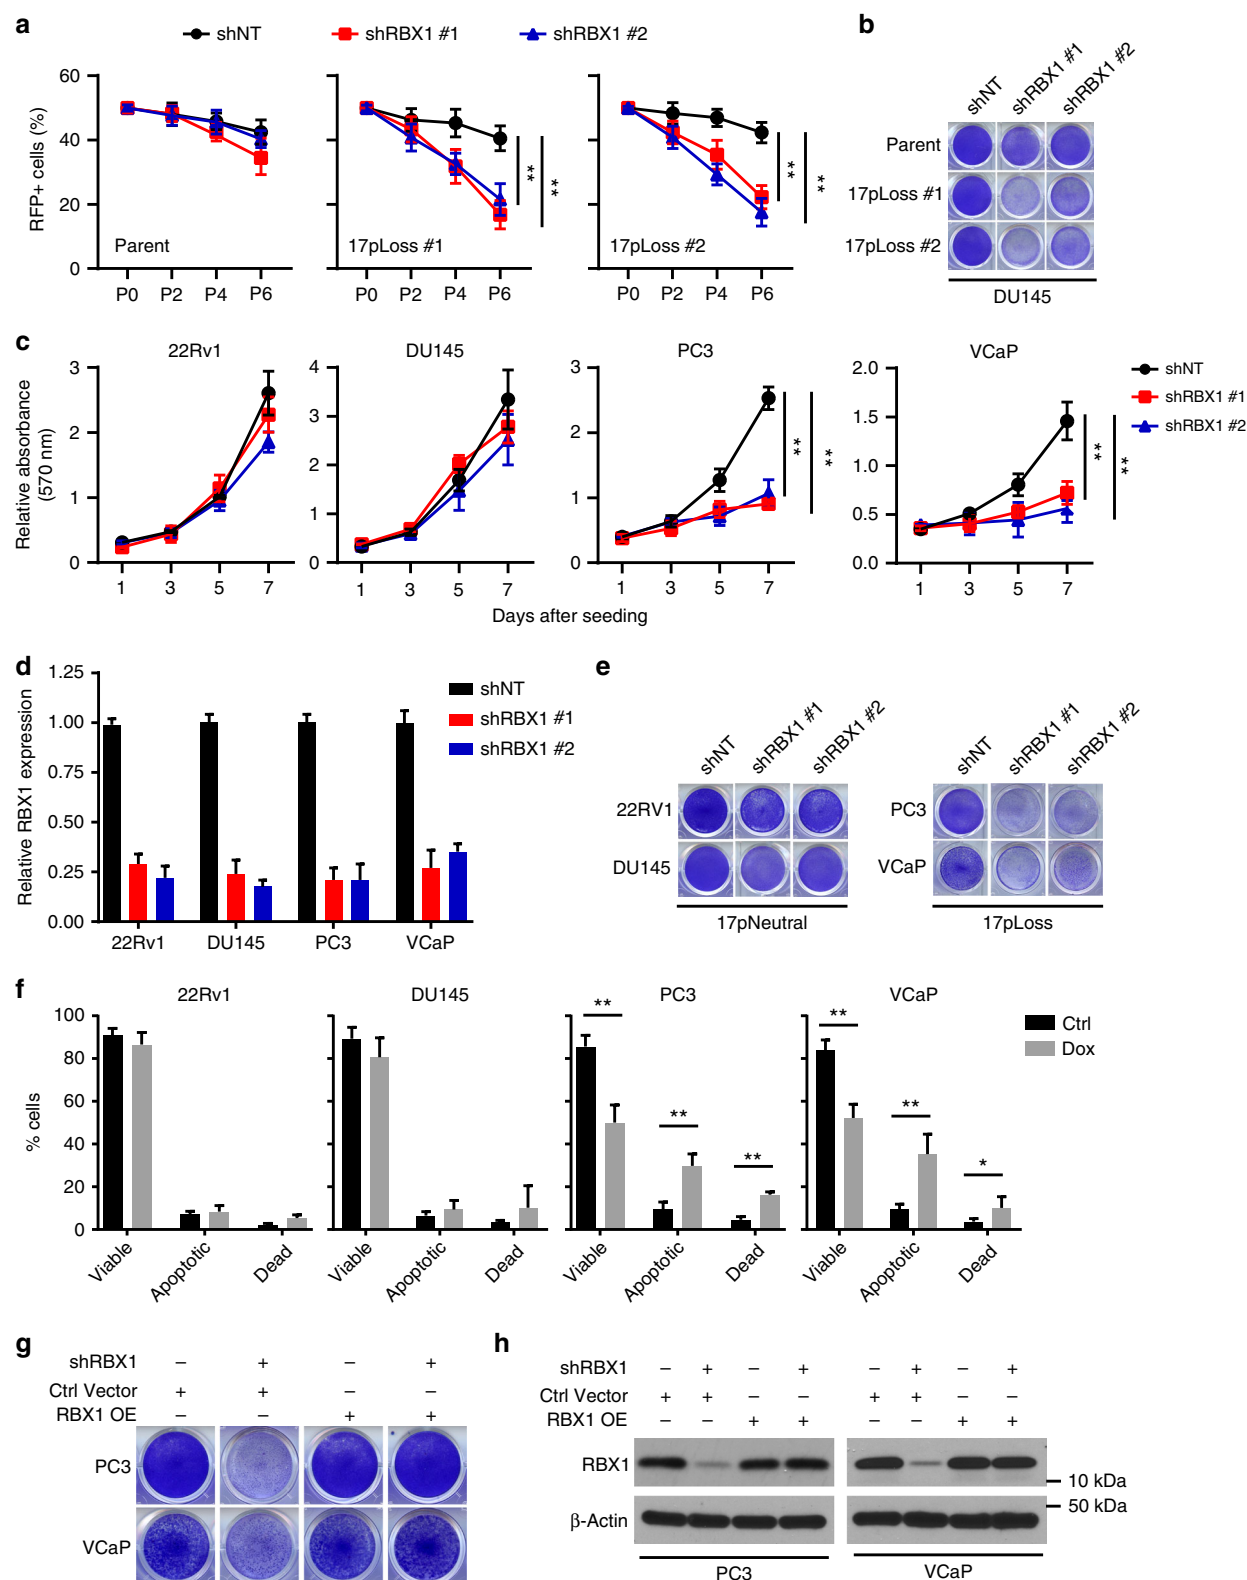 a
shNT
shRBX1 #1
shRBX1 #2
RFP+ cells (%)
60
40
20
0
Parent
P0 P2 P4 P6
17pLoss #1
P0 P2 P4 P6
**
**
17pLoss #2
P0 P2 P4 P6
**
**
b
shNT
shRBX1 #1
shRBX1 #2
Parent
17pLoss #1
17pLoss #2
DU145
c
Relative absorbance
(570 nm)
22Rv1
3
2
1
0
1 3 5 7
DU145
4
3
2
1
0
1 3 5 7
PC3
3
2
1
0
1 3 5 7
**
**
VCaP
2.0
1.5
1.0
0.5
0.0
1 3 5 7
**
**
shNT
shRBX1 #1
shRBX1 #2
Days after seeding
d
Relative RBX1 expression
1.25
1.00
0.75
0.50
0.25
0.00
22Rv1 DU145 PC3 VCaP
shNT
shRBX1 #1
shRBX1 #2
e
shNT
shRBX1 #1
shRBX1 #2
22RV1
DU145
17pNeutral
shNT
shRBX1 #1
shRBX1 #2
PC3
VCaP
17pLoss
f
% cells
100
80
60
40
20
0
22Rv1
Viable Apoptotic Dead
DU145
Viable Apoptotic Dead
PC3
** ** **
Viable Apoptotic Dead
VCaP
** ** *
Viable Apoptotic Dead
Ctrl
Dox
g
shRBX1 − + − +
Ctrl Vector + + − −
RBX1 OE − − + +
PC3
VCaP
h
shRBX1 − + − + − + − +
Ctrl Vector + + − − + + − −
RBX1 OE − − + + − − + +
RBX1
10 kDa
50 kDa
β-Actin
PC3
VCaP